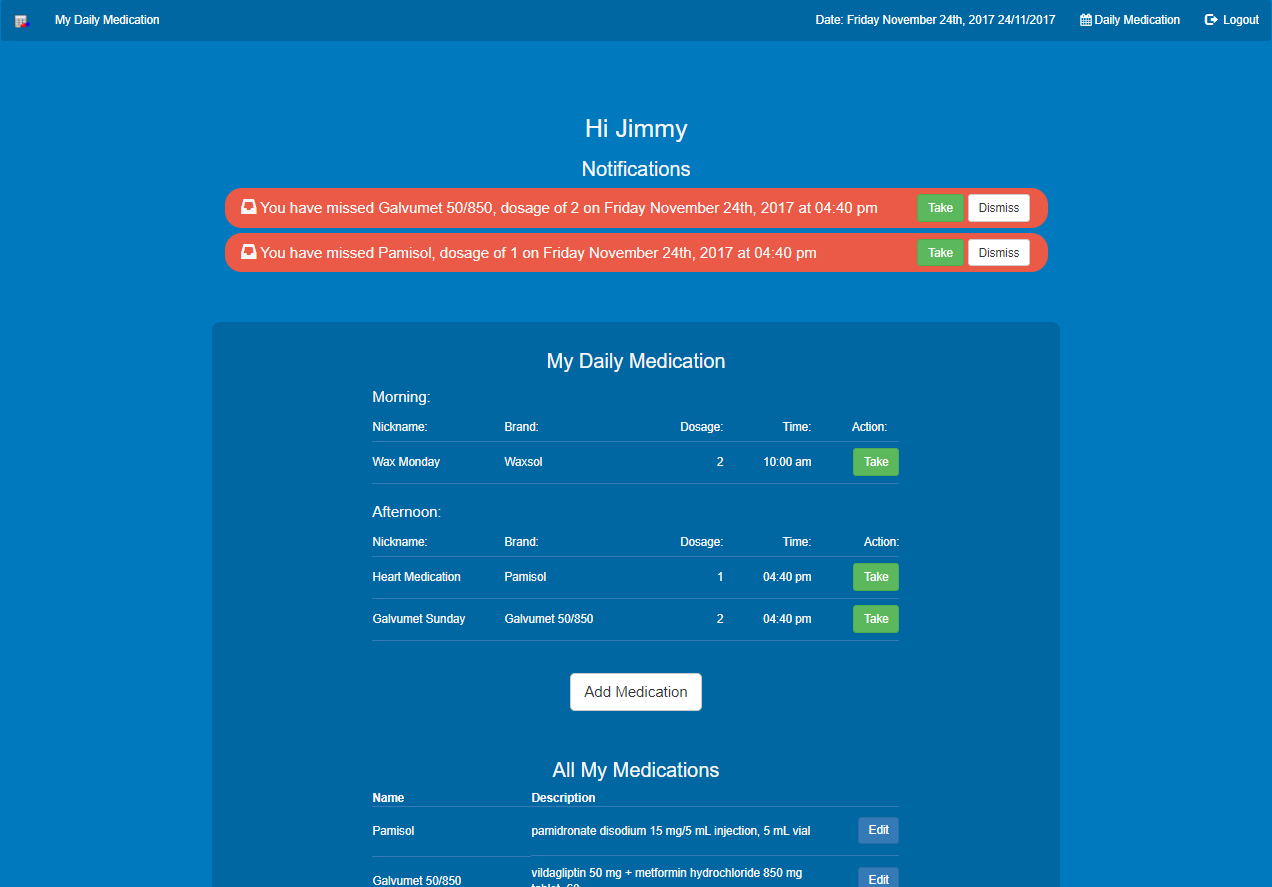 My Daily Medication Date: Friday November 24th, 2017 24/11/2017 Daily Medication Logout
Hi Jimmy
Notifications
You have missed Galvumet 50/850, dosage of 2 on Friday November 24th, 2017 at 04:40 pm Take Dismiss
You have missed Pamisol, dosage of 1 on Friday November 24th, 2017 at 04:40 pm Take Dismiss
My Daily Medication
Morning:
Nickname: Brand: Dosage: Time: Action:
Wax Monday Waxsol 2 10:00 am Take
Afternoon:
Nickname: Brand: Dosage: Time: Action:
Heart Medication Pamisol 1 04:40 pm Take
Galvumet Sunday Galvumet 50/850 2 04:40 pm Take
Add Medication
All My Medications
Name Description
Pamisol pamidronate disodium 15 mg/5 mL injection, 5 mL vial Edit
Galvumet 50/850 vildagliptin 50 mg + metformin hydrochloride 850 mg Edit